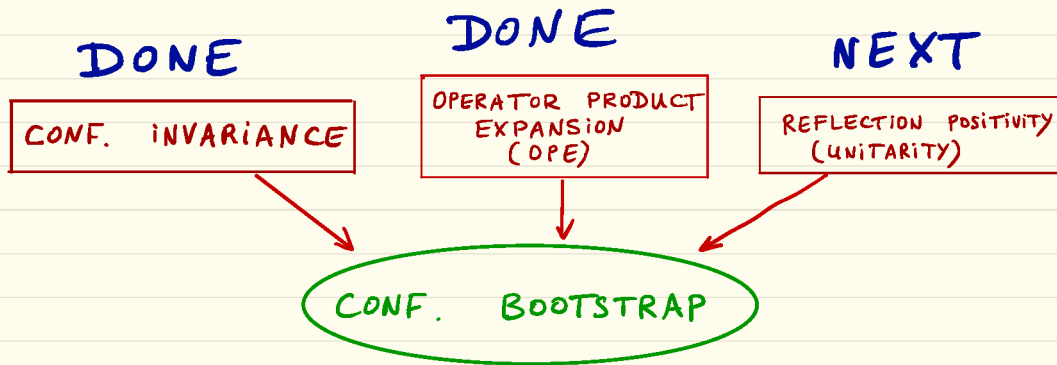 DONE
DONE
NEXT
CONF. INVARIANCE
OPERATOR PRODUCT
EXPANSION
(OPE)
REFLECTION POSITIVITY
(UNITARITY)
CONF. BOOTSTRAP